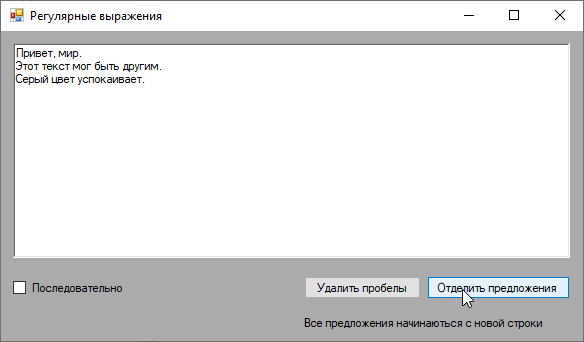 Регулярные выражения
Привет, мир.
Этот текст мог быть другим.
Серый цвет успокаивает.
Последовательно
Удалить пробелы
Отделить предложения
Все предложения начинаються с новой строки